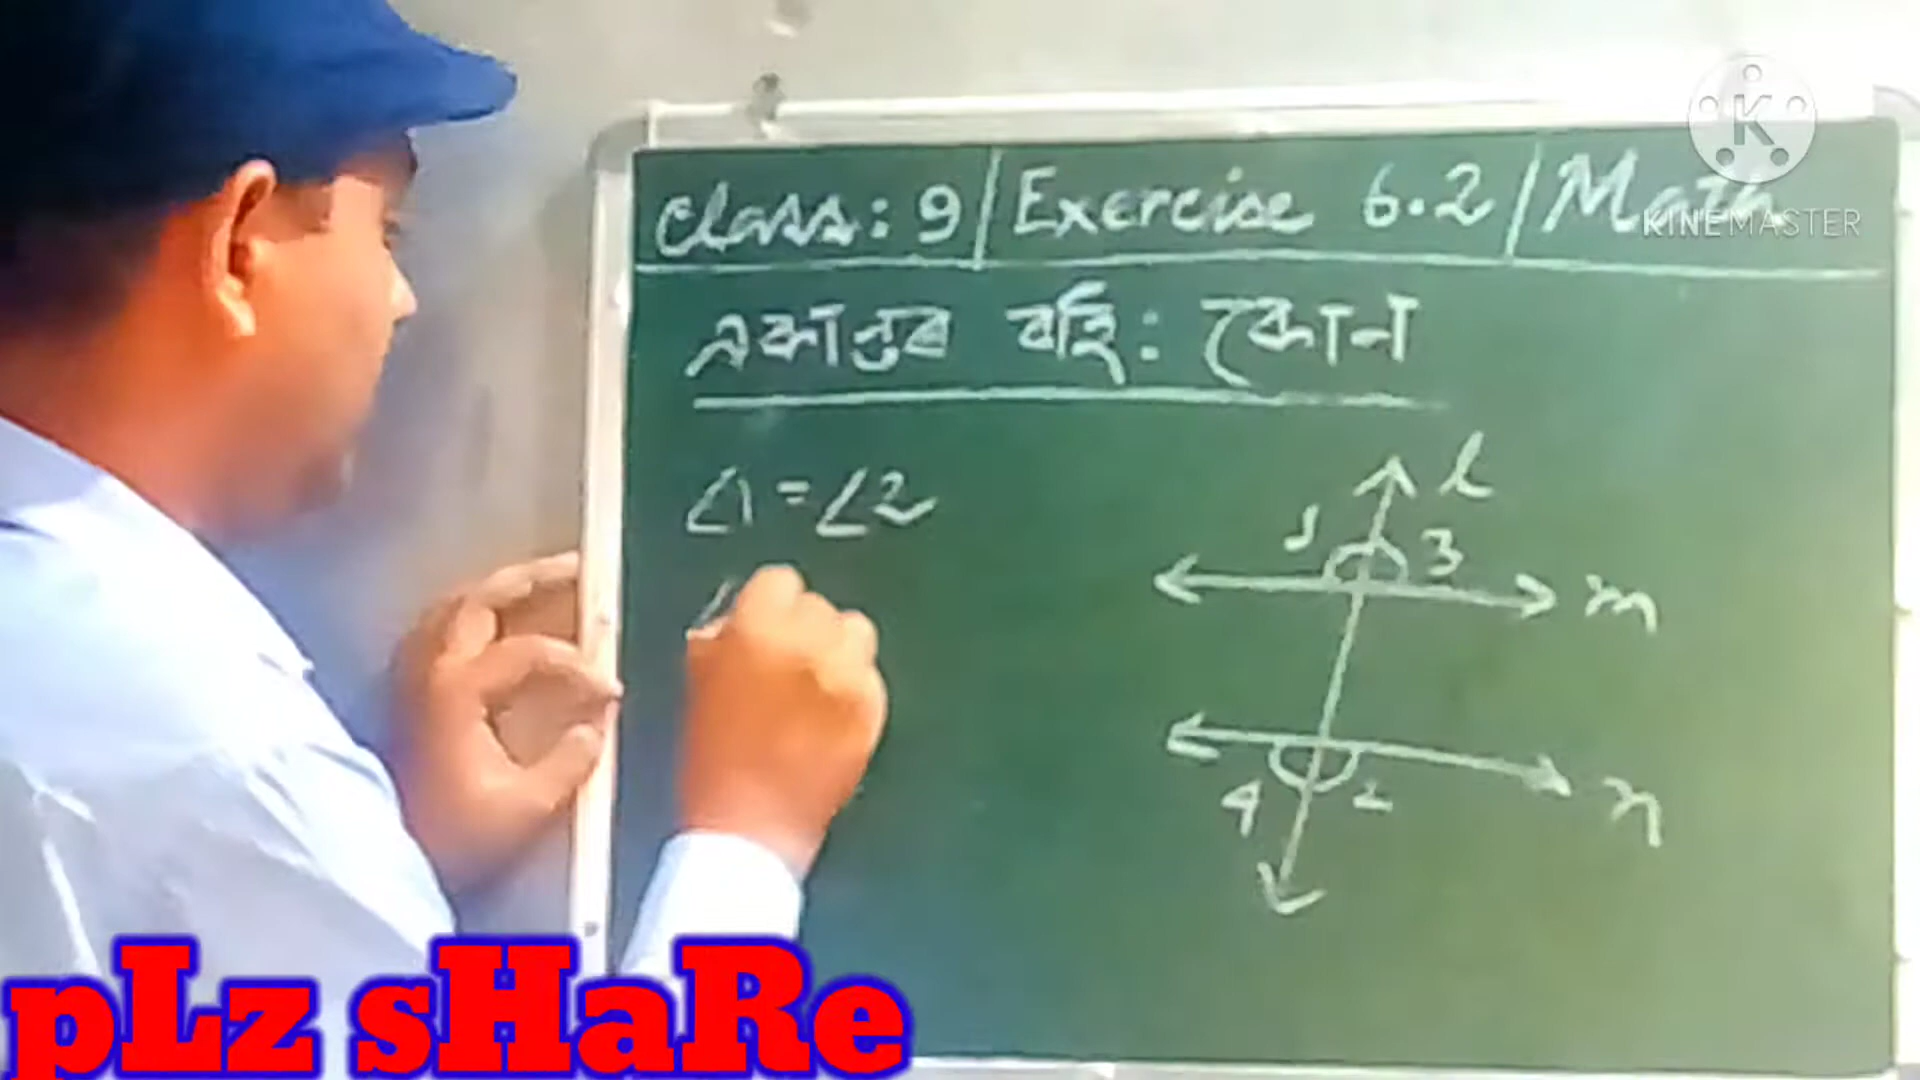 Class: 9 | Exercise 6.2 | Math
KINEMASTER
একান্তৰ বহি: কোন
∠1 = ∠2
∠
l
1
3
m
4
2
n
pLz sHaRe